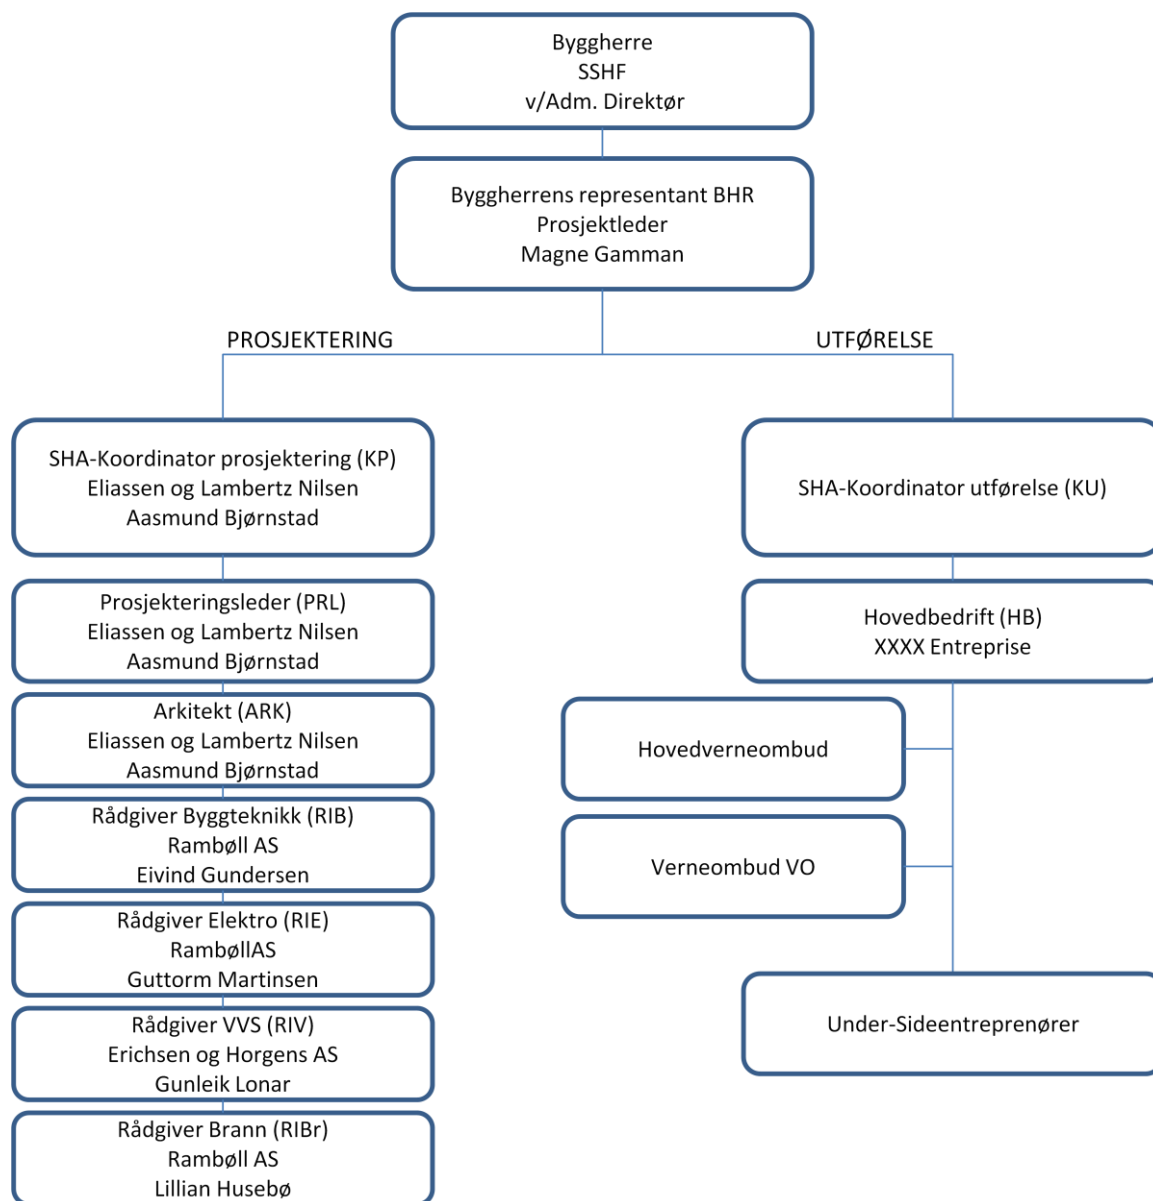 Byggherre
SSHF
v/Adm. Direktør
Byggherrens representant BHR
Prosjektleder
Magne Gamman
PROSJEKTERING
UTFØRELSE
SHA-Koordinator prosjektering (KP)
Eliassen og Lambertz Nilsen
Aasmund Bjørnstad
Prosjekteringsleder (PRL)
Eliassen og Lambertz Nilsen
Aasmund Bjørnstad
Arkitekt (ARK)
Eliassen og Lambertz Nilsen
Aasmund Bjørnstad
Rådgiver Byggteknikk (RIB)
Rambøll AS
Eivind Gundersen
Rådgiver Elektro (RIE)
RambøllAS
Guttorm Martinsen
Rådgiver VVS (RIV)
Erichsen og Horgens AS
Gunleik Lonar
Rådgiver Brann (RIBr)
Rambøll AS
Lillian Husebø
SHA-Koordinator utførelse (KU)
Hovedbedrift (HB)
XXXX Entreprise
Hovedverneombud
Verneombud VO
Under-Sideentreprenører